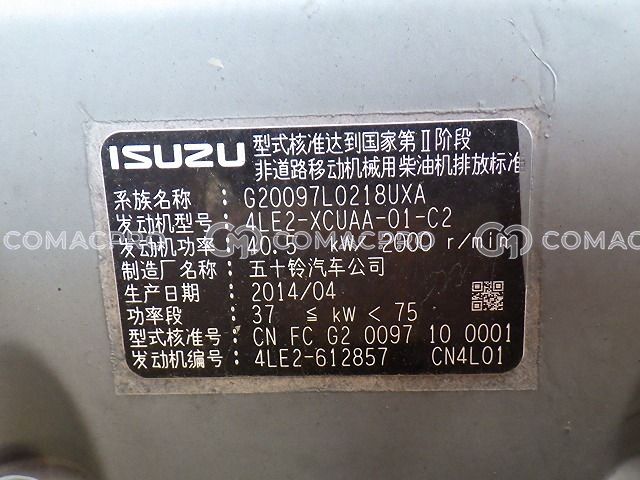 ISUZU
型式核准达到国家第Ⅱ阶段
非道路移动机械用柴油机排放标准
系族名称：G20097L0218UXA
发动机型号：4LE2-XCUAA-01-C2
发动机功率：40.5 kW/ 2000 r/min
制造厂名称：五十铃汽车公司
生产日期：2014/04
功率段：37 ≦ kW < 75
型式核准号：CN FC G2 0097 10 0001
发动机编号：4LE2-612857 CN4L01
COMACPRO COMACPRO COMACPRO